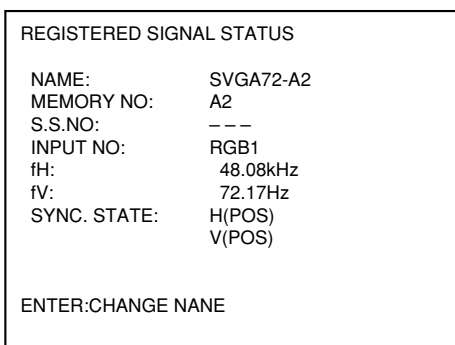 REGISTERED SIGNAL STATUS
NAME: SVGA72-A2
MEMORY NO: A2
S.S.NO: – – –
INPUT NO: RGB1
fH: 48.08kHz
fV: 72.17Hz
SYNC. STATE: H(POS)
V(POS)
ENTER:CHANGE NANE